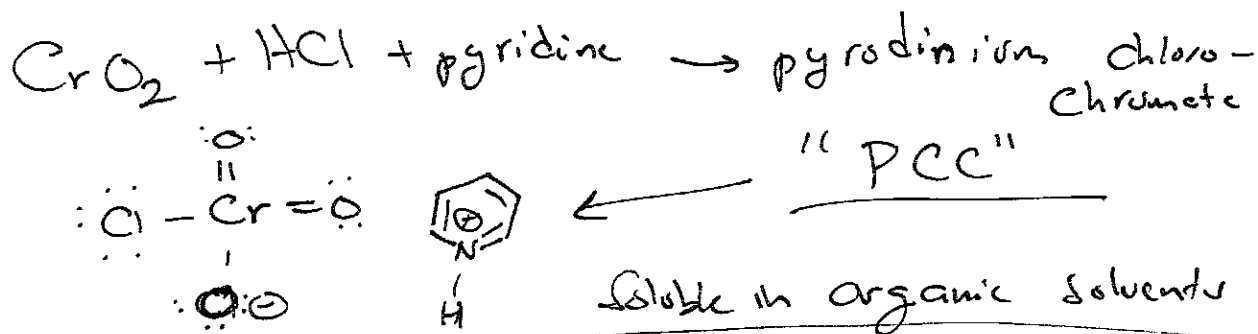 CrO₂ + HCl + pyridine → pyrodinium chloro-
chromate
"PCC"
:O:
||
:Cl – Cr = O
:O: ⊖
⊕
N
H
Soluble in organic solvents